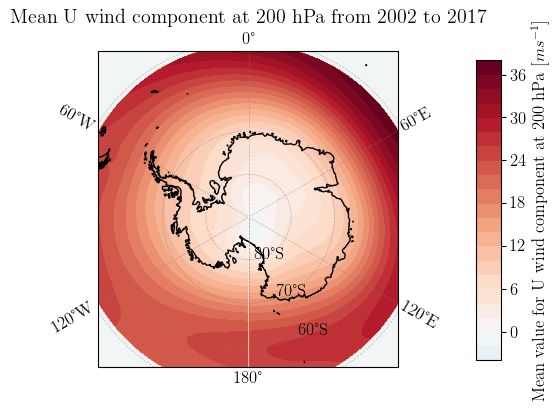 Mean U wind component at 200 hPa from 2002 to 2017
0°
60°W
60°E
80°S
70°S
60°S
120°W
120°E
180°
36
30
24
18
12
6
0
Mean value for U wind component at 200 hPa [ms⁻¹]